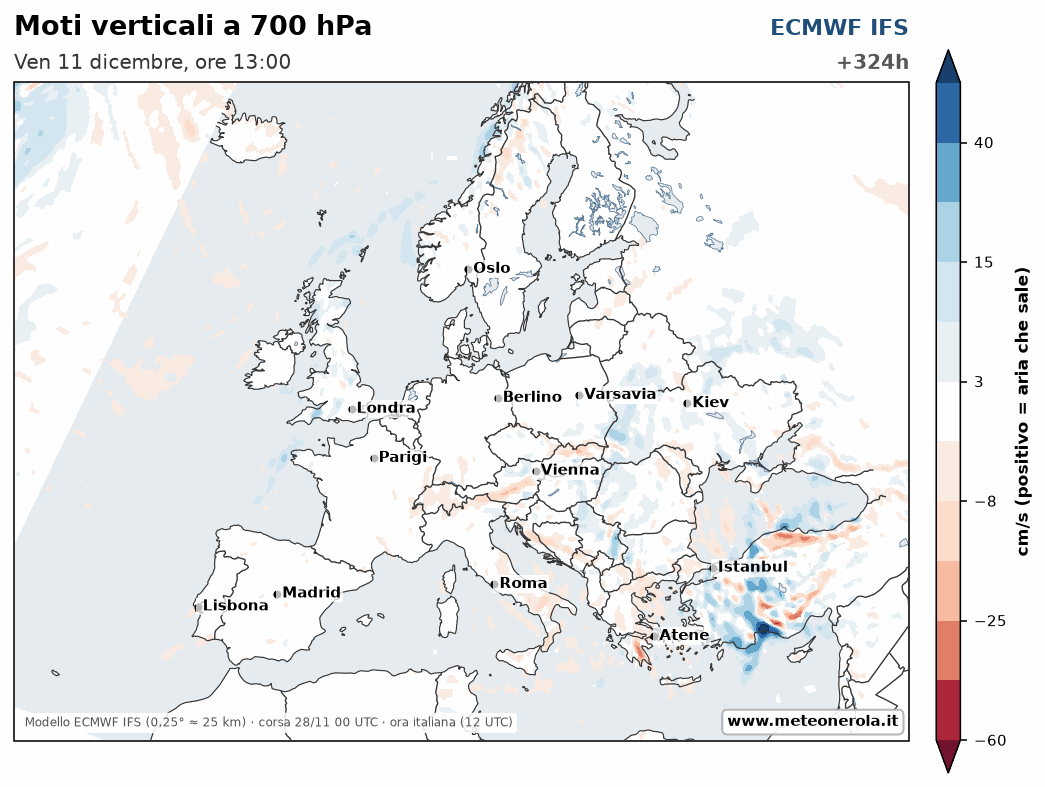 Moti verticali a 700 hPa
ECMWF IFS
Ven 11 dicembre, ore 13:00
+324h
40
15
3
−8
−25
−60
cm/s (positivo = aria che sale)
Oslo
Londra
Berlino
Varsavia
Kiev
Parigi
Vienna
Istanbul
Roma
Madrid
Lisbona
Atene
Modello ECMWF IFS (0,25° ≈ 25 km) · corsa 28/11 00 UTC · ora italiana (12 UTC)
www.meteonerola.it